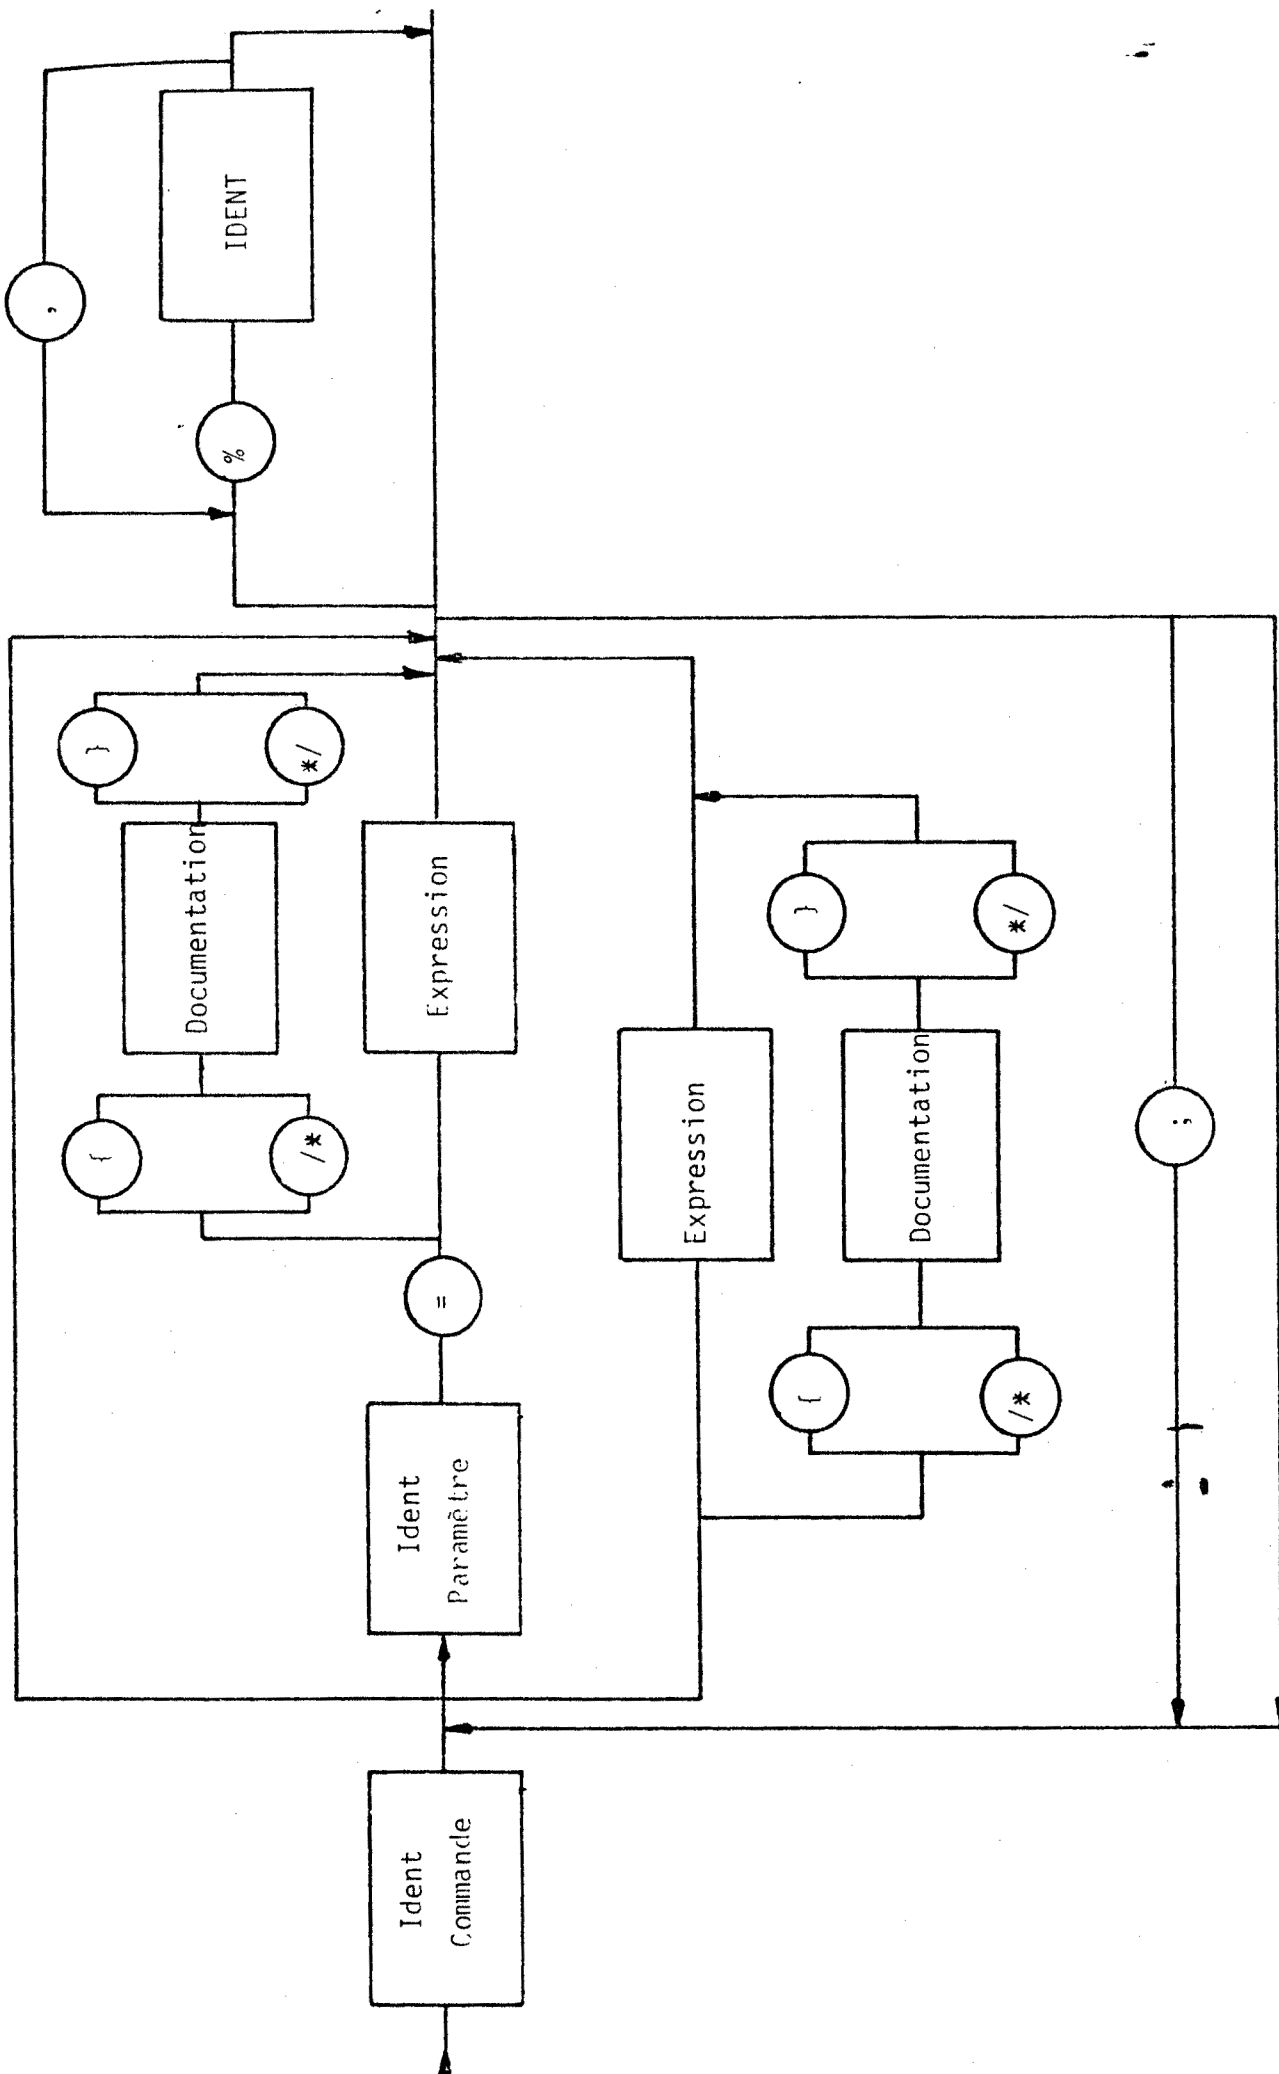 Ident
Commande
Ident
Paramètre
=
{
/*
Documentation
}
*/
Expression
Expression
{
/*
Documentation
}
*/
;
%
IDENT
,